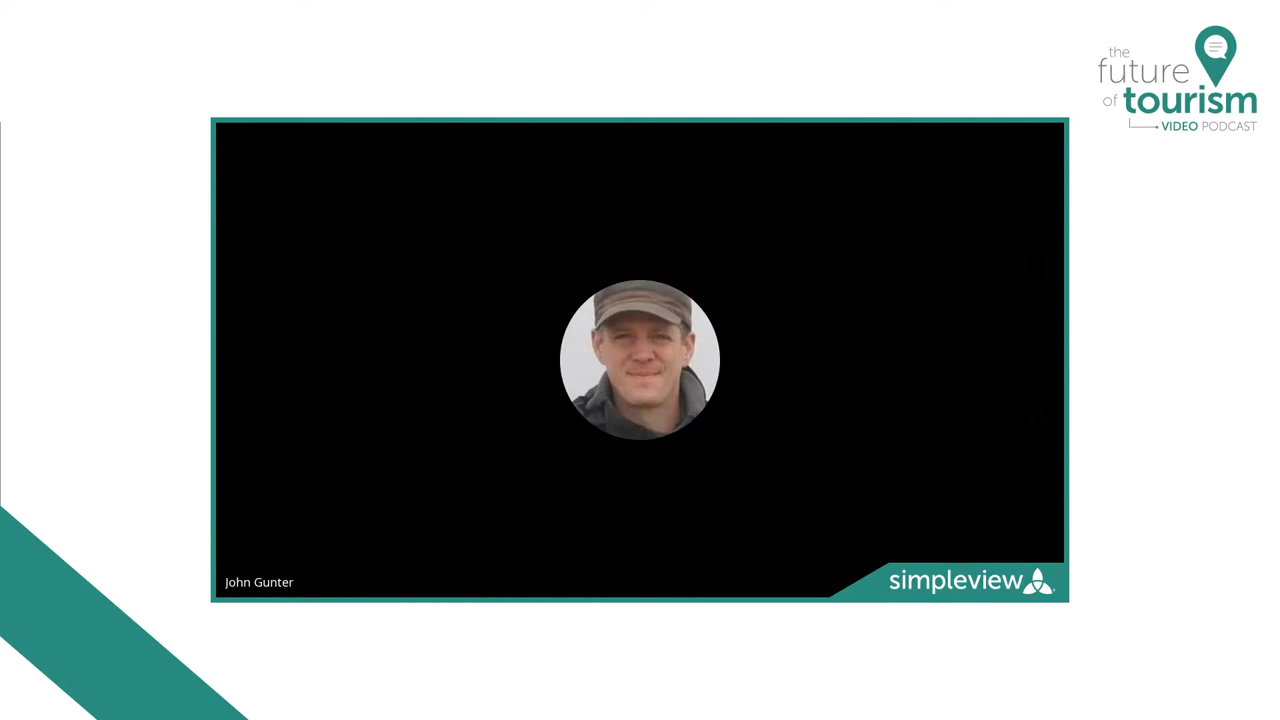 the
future
of tourism
VIDEO PODCAST
John Gunter
simpleview